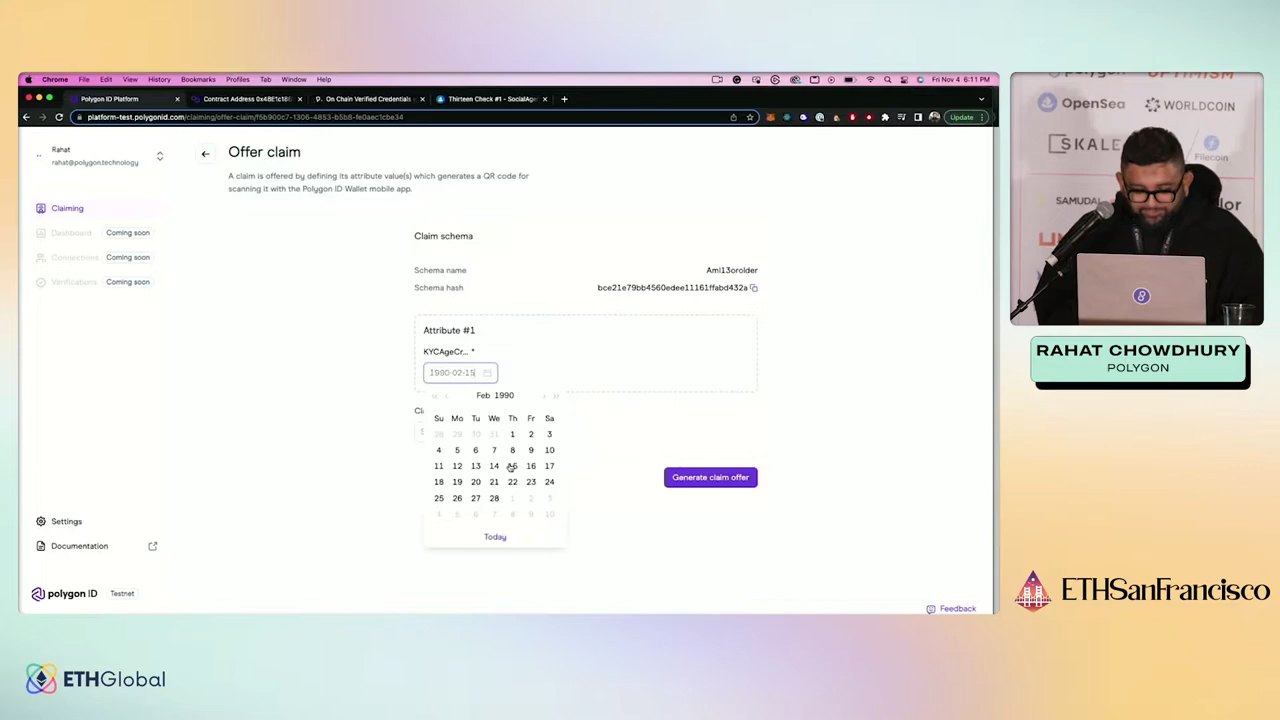 Chrome File Edit View History Bookmarks Profiles Tab Window Help
Fri Nov 4 6:11 PM
Polygon ID Platform
Contract Address 0x4BE1c18
On Chain Verified Credentials
Thirteen Check #1 - SocialAge
platform-test.polygonid.com/claiming/offer-claim/f5b900c7-1306-4853-b5b8-fe0aec1cbe34
Update
Rahat
rahat@polygon.technology
Claiming
Dashboard Coming soon
Connections Coming soon
Verifications Coming soon
Settings
Documentation
polygon ID Testnet
Offer claim
A claim is offered by defining its attribute value(s) which generates a QR code for
scanning it with the Polygon ID Wallet mobile app.
Claim schema
Schema name AmI13orolder
Schema hash bce21e79bb4560edee11161ffabd432a
Attribute #1
KYCAgeCr... *
1990-02-15
Feb 1990
Su Mo Tu We Th Fr Sa
28 29 30 31 1 2 3
4 5 6 7 8 9 10
11 12 13 14 15 16 17
18 19 20 21 22 23 24
25 26 27 28 1 2 3
4 5 6 7 8 9 10
Today
Generate claim offer
Feedback
OPTIMISM
OpenSea
WORLDCOIN
SKALE
Filecoin
SAMUDAI
RAHAT CHOWDHURY
POLYGON
ETHSanFrancisco
ETHGlobal